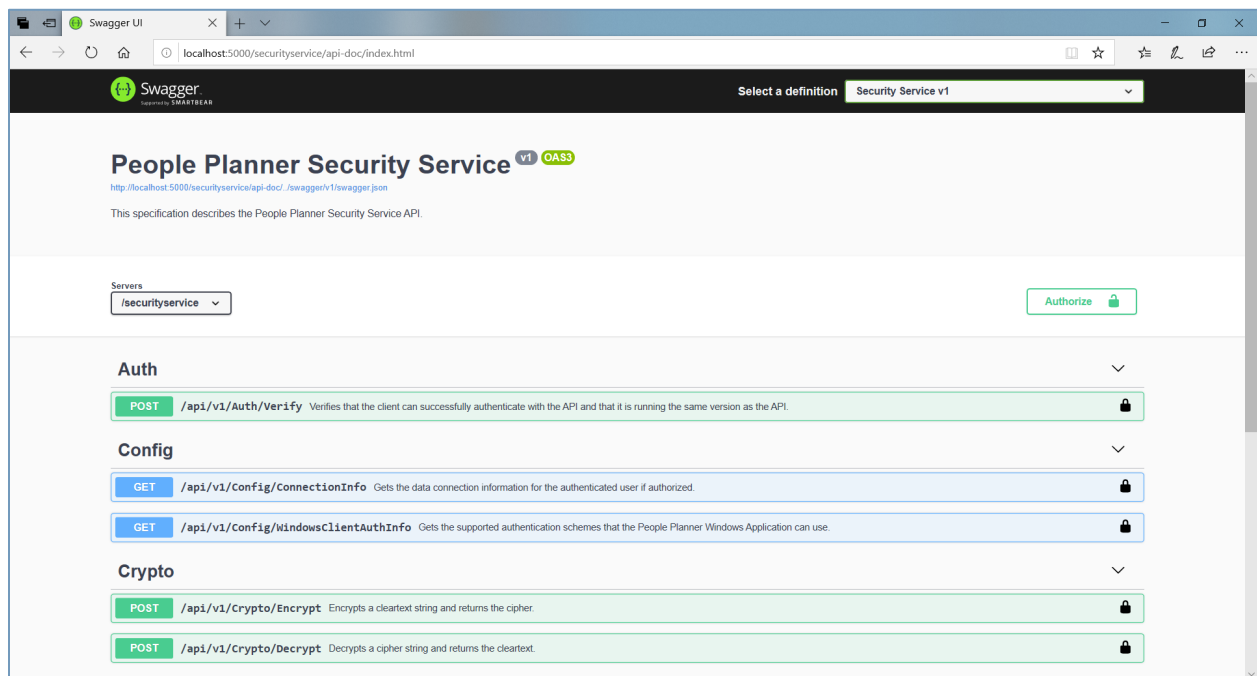 Swagger UI
localhost:5000/securityservice/api-doc/index.html
Swagger.
Supported by SMARTBEAR
Select a definition
Security Service v1
People Planner Security Service v1 OAS3
http://localhost:5000/securityservice/api-doc/../swagger/v1/swagger.json
This specification describes the People Planner Security Service API.
Servers
/securityservice
Authorize
Auth
POST /api/v1/Auth/Verify Verifies that the client can successfully authenticate with the API and that it is running the same version as the API.
Config
GET /api/v1/Config/ConnectionInfo Gets the data connection information for the authenticated user if authorized.
GET /api/v1/Config/WindowsClientAuthInfo Gets the supported authentication schemes that the People Planner Windows Application can use.
Crypto
POST /api/v1/Crypto/Encrypt Encrypts a cleartext string and returns the cipher.
POST /api/v1/Crypto/Decrypt Decrypts a cipher string and returns the cleartext.